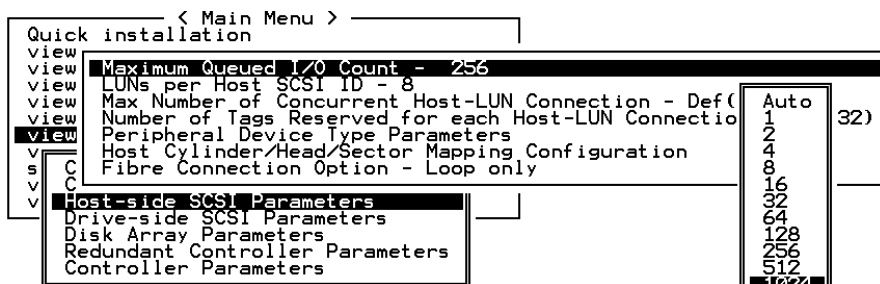 < Main Menu >
Quick installation
view
view Maximum Queued I/O Count - 256
view LUNs per Host SCSI ID - 8
view Max Number of Concurrent Host-LUN Connection - Def(
view Number of Tags Reserved for each Host-LUN Connectio 32)
view Peripheral Device Type Parameters
v Host Cylinder/Head/Sector Mapping Configuration
s C Fibre Connection Option - Loop only
v C
v Host-side SCSI Parameters
Drive-side SCSI Parameters
Disk Array Parameters
Redundant Controller Parameters
Controller Parameters
Auto
1
2
4
8
16
32
64
128
256
512
1024